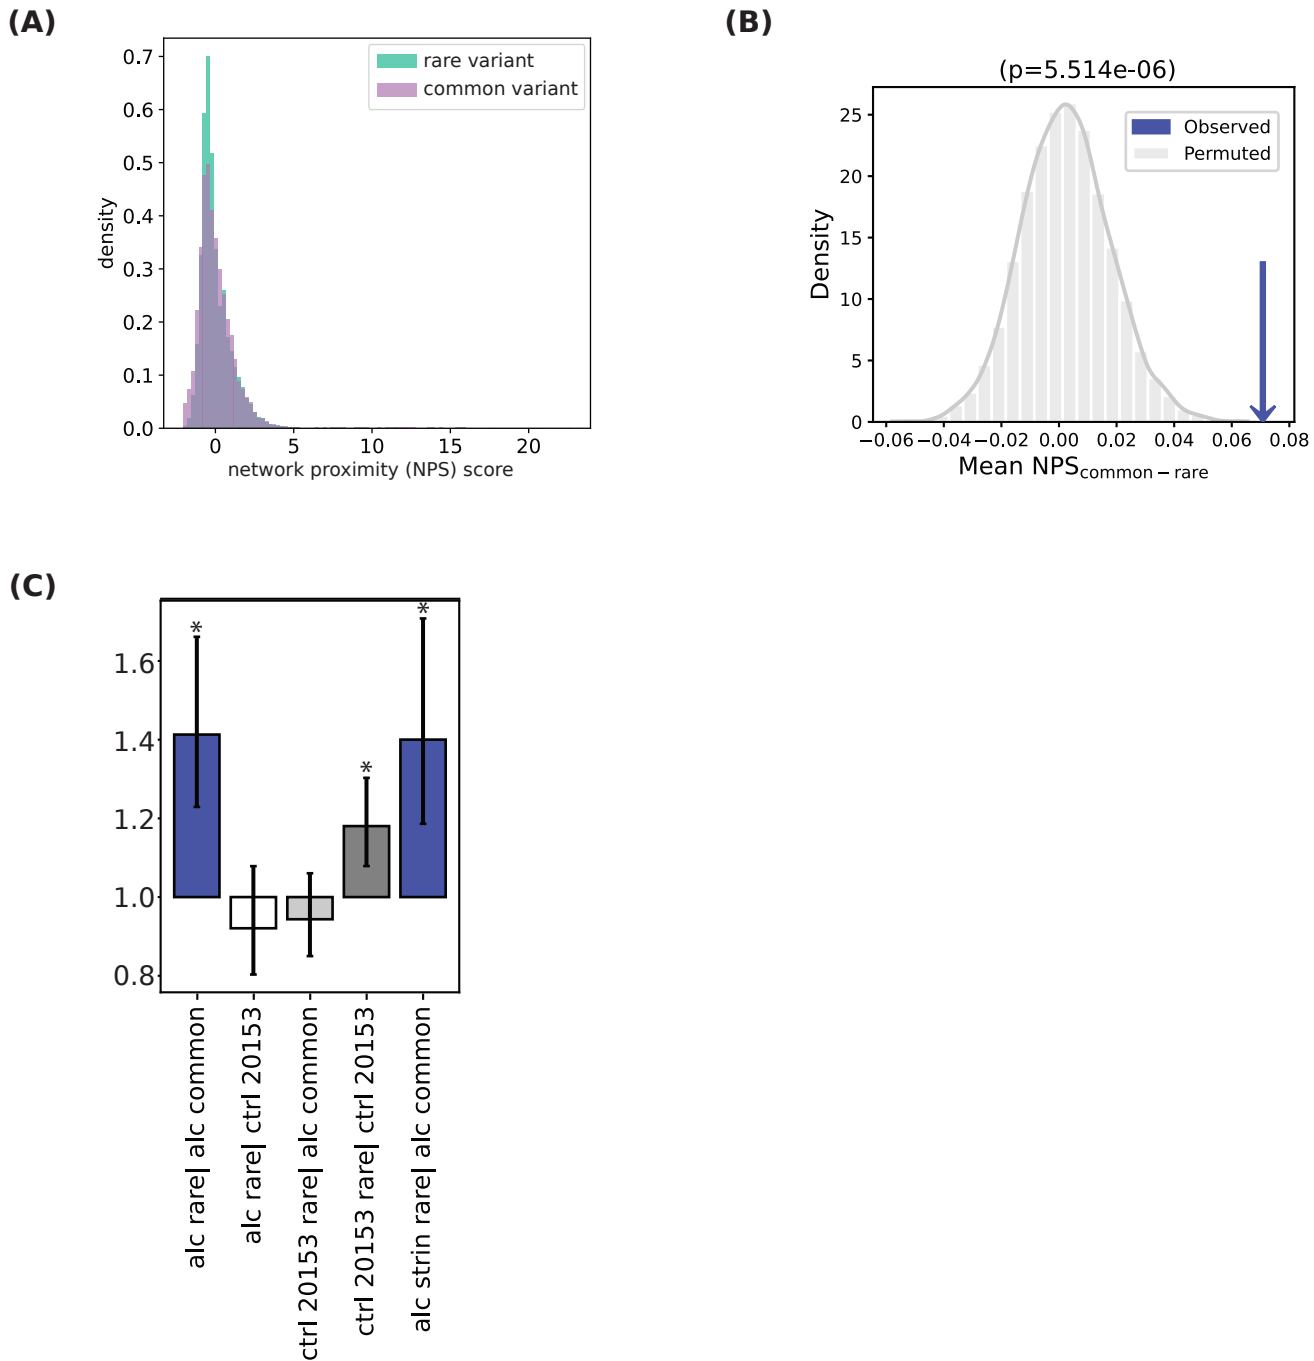 (A)
0.7
0.6
0.5
0.4
0.3
0.2
0.1
0.0
density
rare variant
common variant
0 5 10 15 20
network proximity (NPS) score
(B)
(p=5.514e-06)
25
20
15
10
5
0
Density
Observed
Permuted
−0.06 −0.04 −0.02 0.00 0.02 0.04 0.06 0.08
Mean NPScommon – rare
(C)
1.6
1.4
1.2
1.0
0.8
*
*
*
alc rare| alc common
alc rare| ctrl 20153
ctrl 20153 rare| alc common
ctrl 20153 rare| ctrl 20153
alc strin rare| alc common